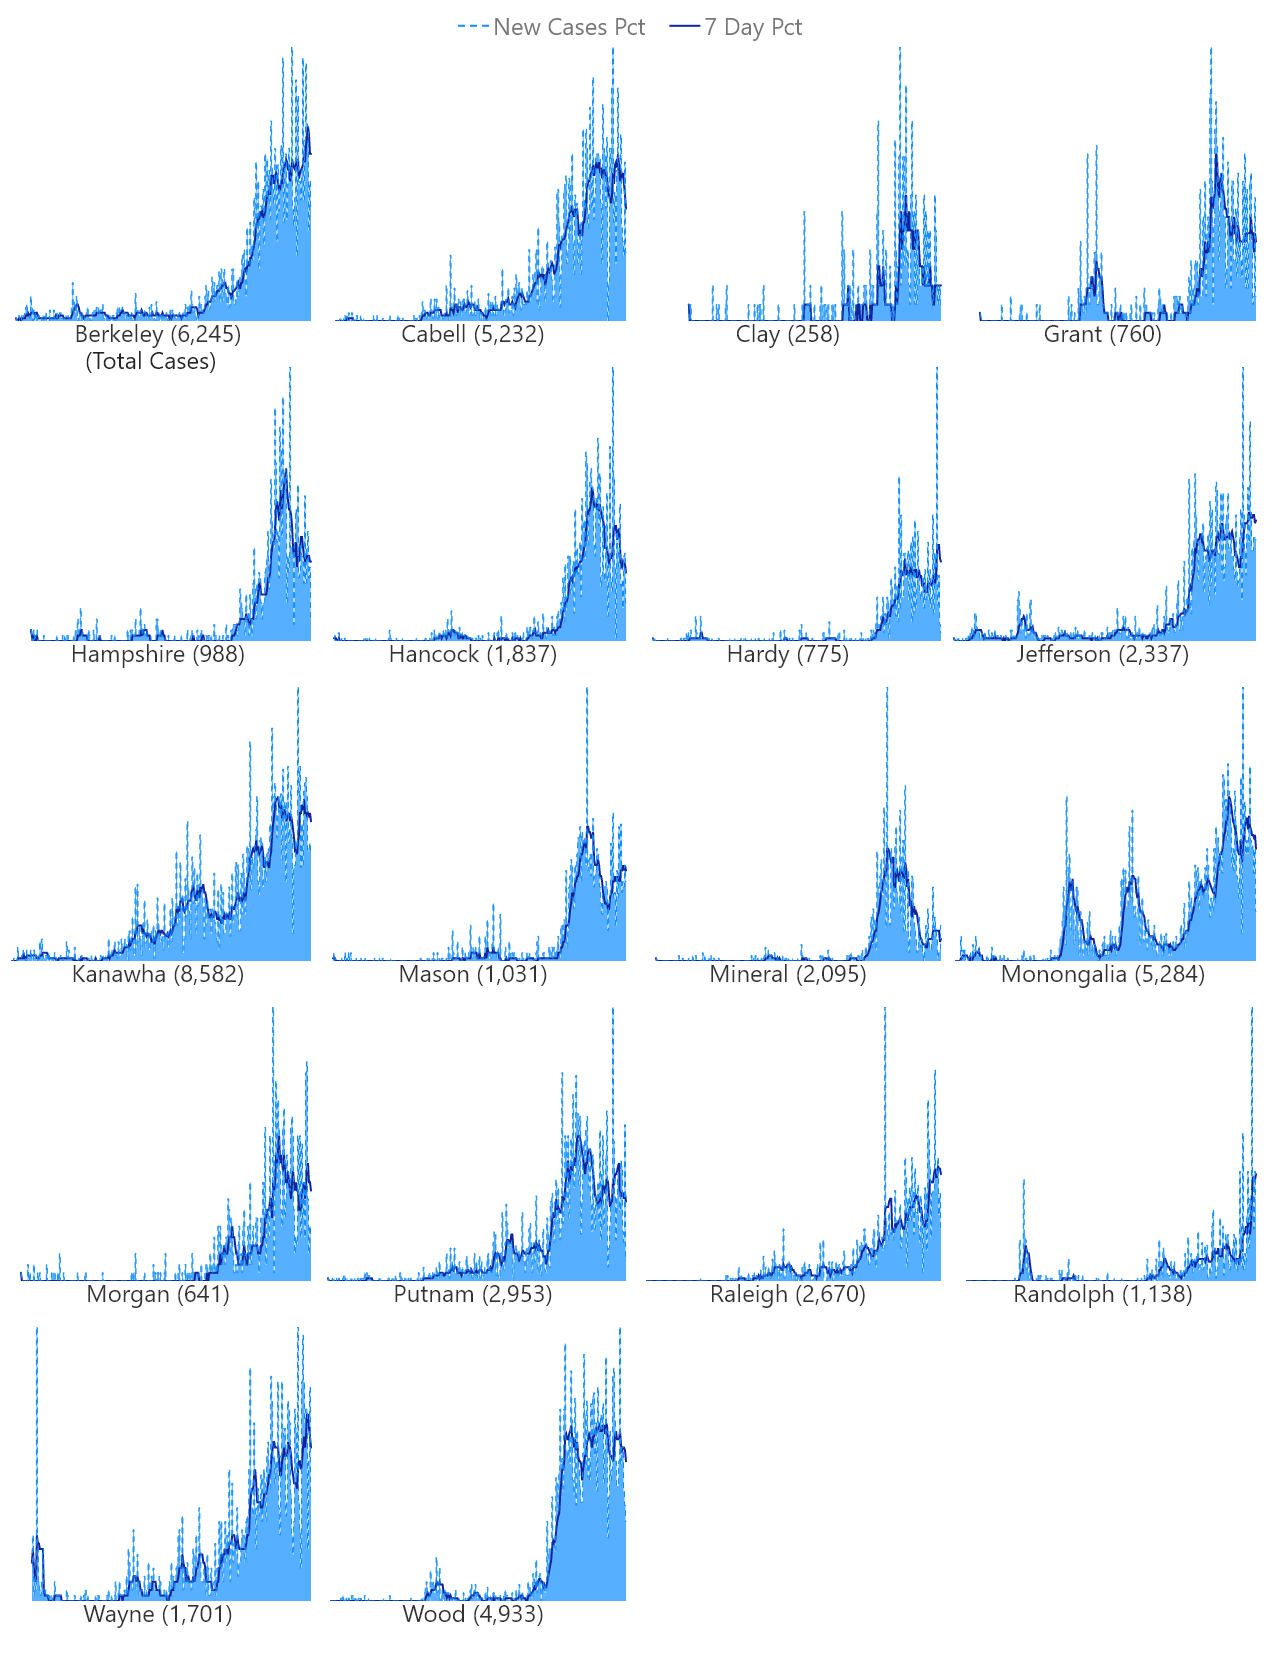 New Cases Pct 7 Day Pct
Berkeley (6,245) Cabell (5,232) Clay (258) Grant (760)
(Total Cases)
Hampshire (988) Hancock (1,837) Hardy (775) Jefferson (2,337)
Kanawha (8,582) Mason (1,031) Mineral (2,095) Monongalia (5,284)
Morgan (641) Putnam (2,953) Raleigh (2,670) Randolph (1,138)
Wayne (1,701) Wood (4,933)